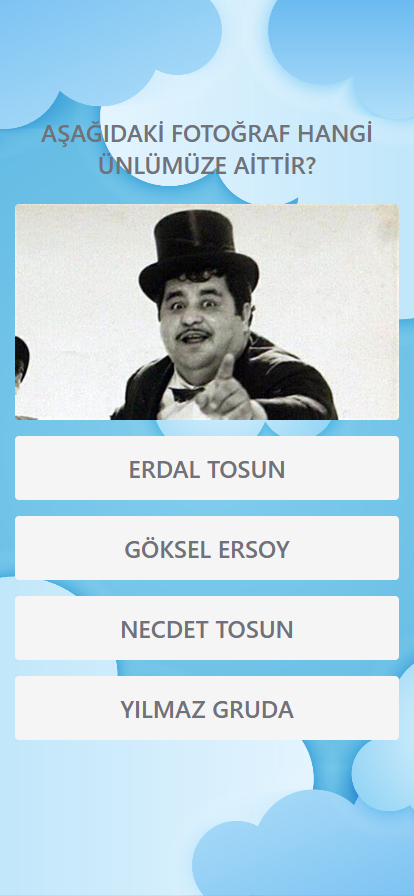 AŞAĞIDAKİ FOTOĞRAF HANGİ
ÜNLÜMÜZE AİTTİR?
ERDAL TOSUN
GÖKSEL ERSOY
NECDET TOSUN
YILMAZ GRUDA